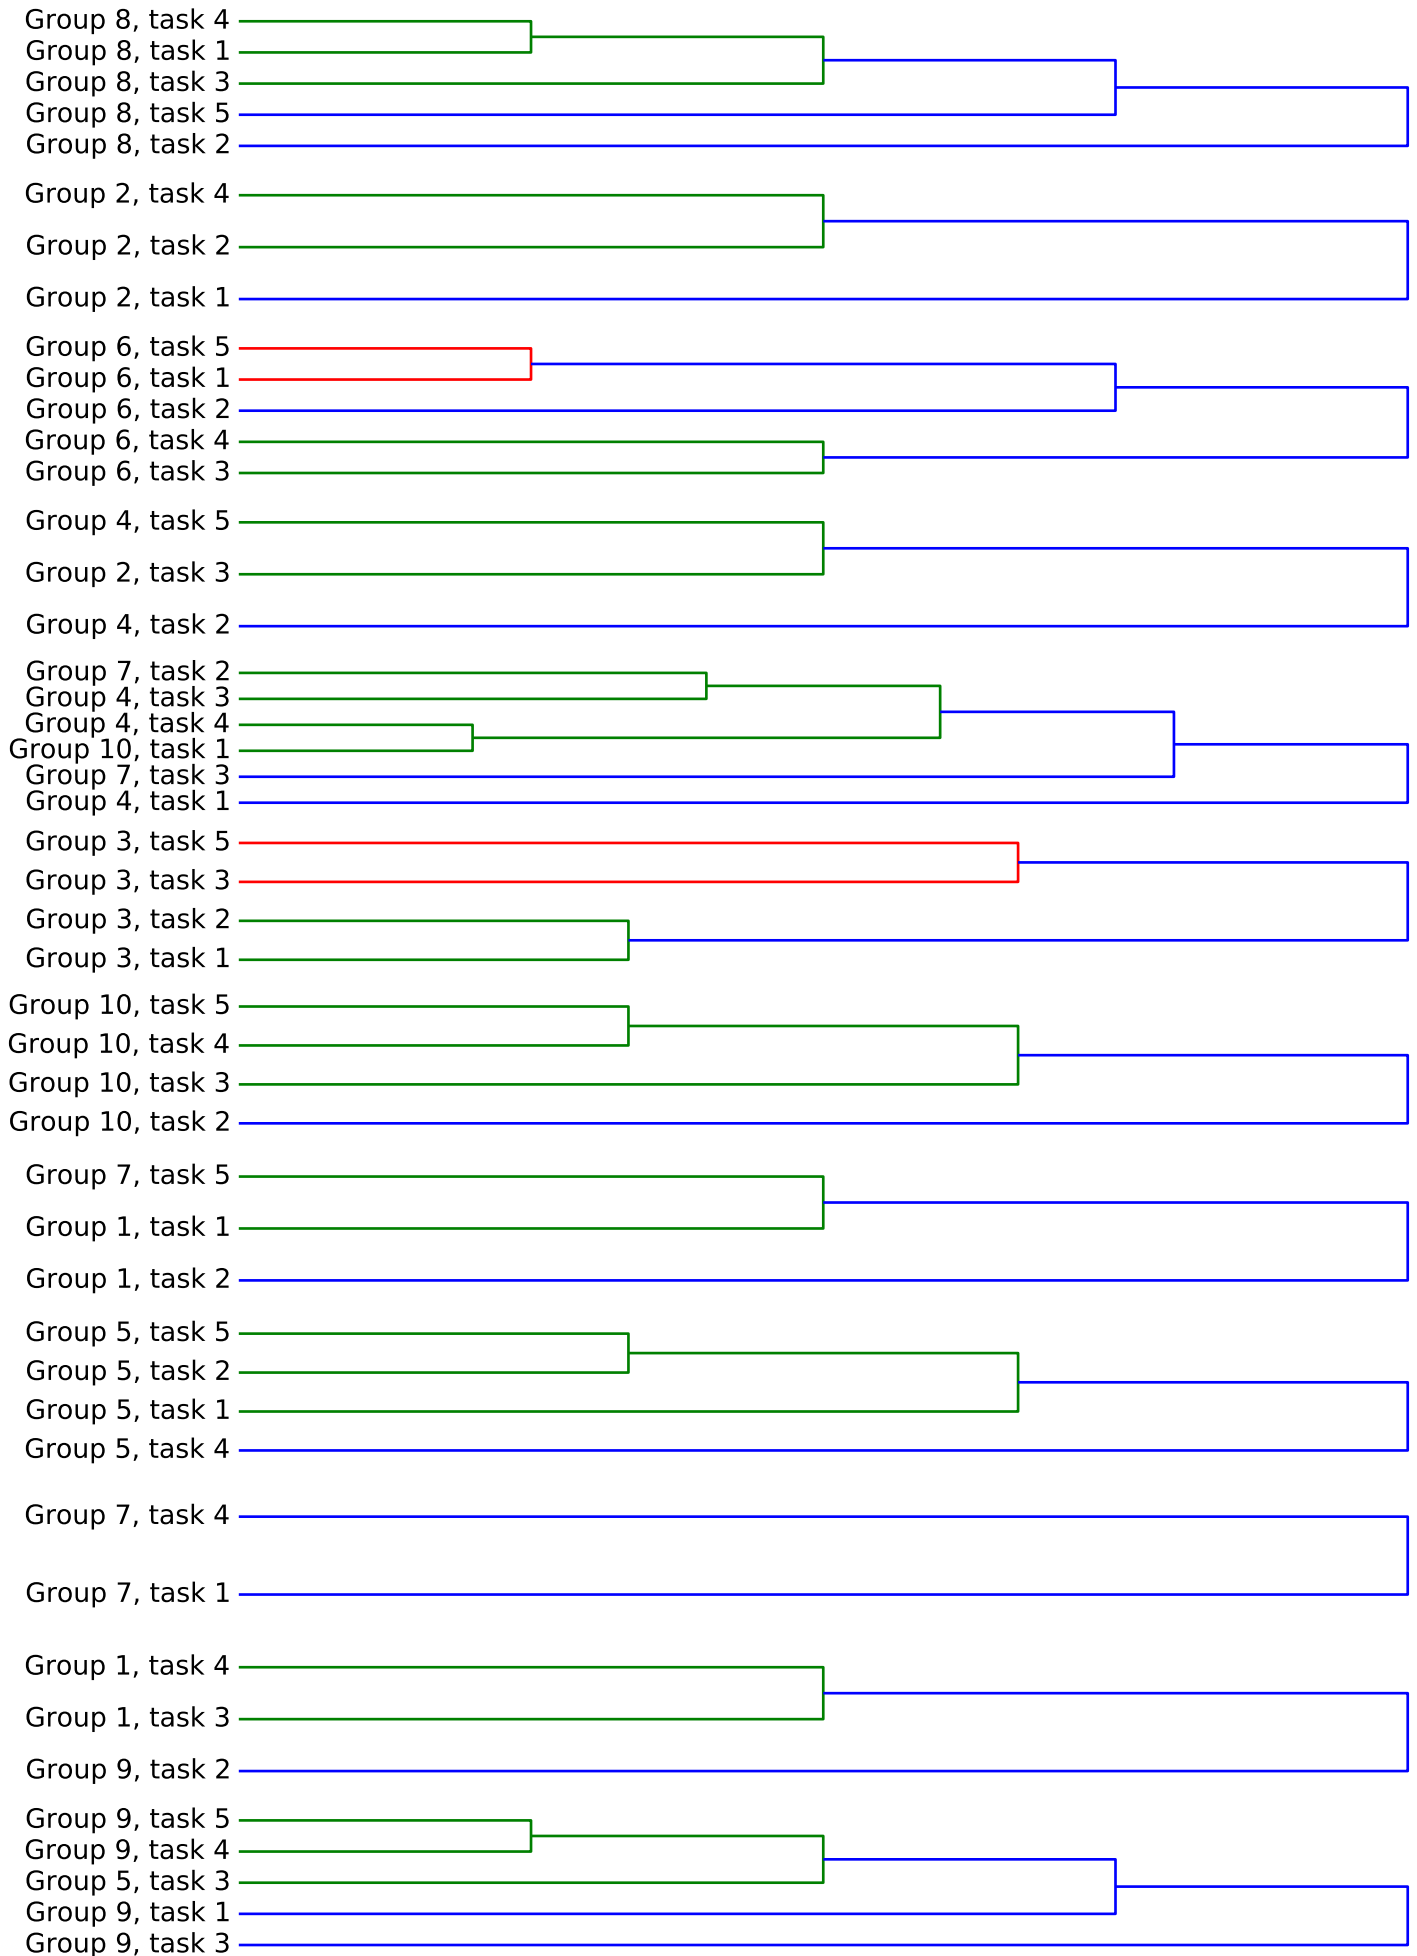 Group 8, task 4
Group 8, task 1
Group 8, task 3
Group 8, task 5
Group 8, task 2
Group 2, task 4
Group 2, task 2
Group 2, task 1
Group 6, task 5
Group 6, task 1
Group 6, task 2
Group 6, task 4
Group 6, task 3
Group 4, task 5
Group 2, task 3
Group 4, task 2
Group 7, task 2
Group 4, task 3
Group 4, task 4
Group 10, task 1
Group 7, task 3
Group 4, task 1
Group 3, task 5
Group 3, task 3
Group 3, task 2
Group 3, task 1
Group 10, task 5
Group 10, task 4
Group 10, task 3
Group 10, task 2
Group 7, task 5
Group 1, task 1
Group 1, task 2
Group 5, task 5
Group 5, task 2
Group 5, task 1
Group 5, task 4
Group 7, task 4
Group 7, task 1
Group 1, task 4
Group 1, task 3
Group 9, task 2
Group 9, task 5
Group 9, task 4
Group 5, task 3
Group 9, task 1
Group 9, task 3